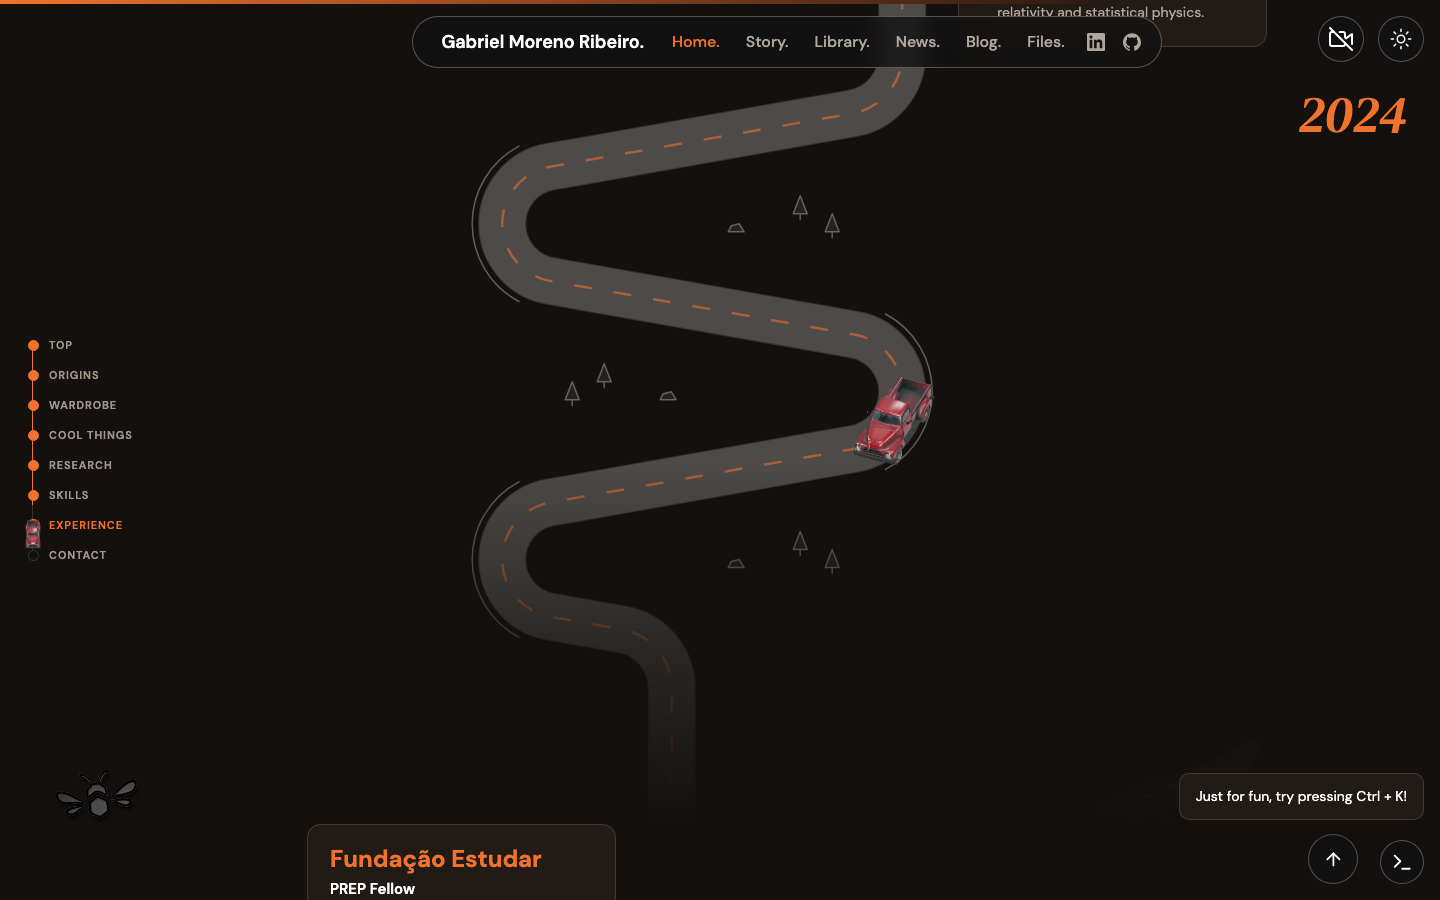 relativity and statistical physics.
Gabriel Moreno Ribeiro. Home. Story. Library. News. Blog. Files.
2024
TOP
ORIGINS
WARDROBE
COOL THINGS
RESEARCH
SKILLS
EXPERIENCE
CONTACT
Just for fun, try pressing Ctrl + K!
Fundação Estudar
PREP Fellow